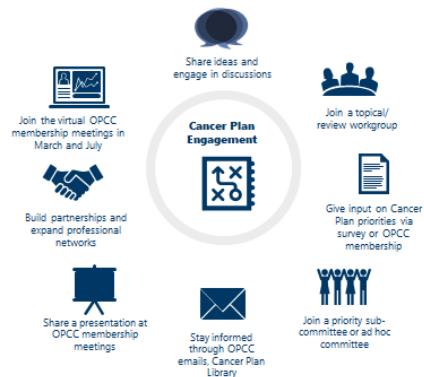 Share ideas and
engage in discussions
Join the virtual OPCC
membership meetings in
March and July
Join a topical/
review workgroup
Cancer Plan
Engagement
Build partnerships and
expand professional
networks
Give input on Cancer
Plan priorities via
survey or OPCC
membership
Share a presentation at
OPCC membership
meetings
Stay informed
through OPCC
emails, Cancer Plan
Library
Join a priority sub-
committee or ad hoc
committee